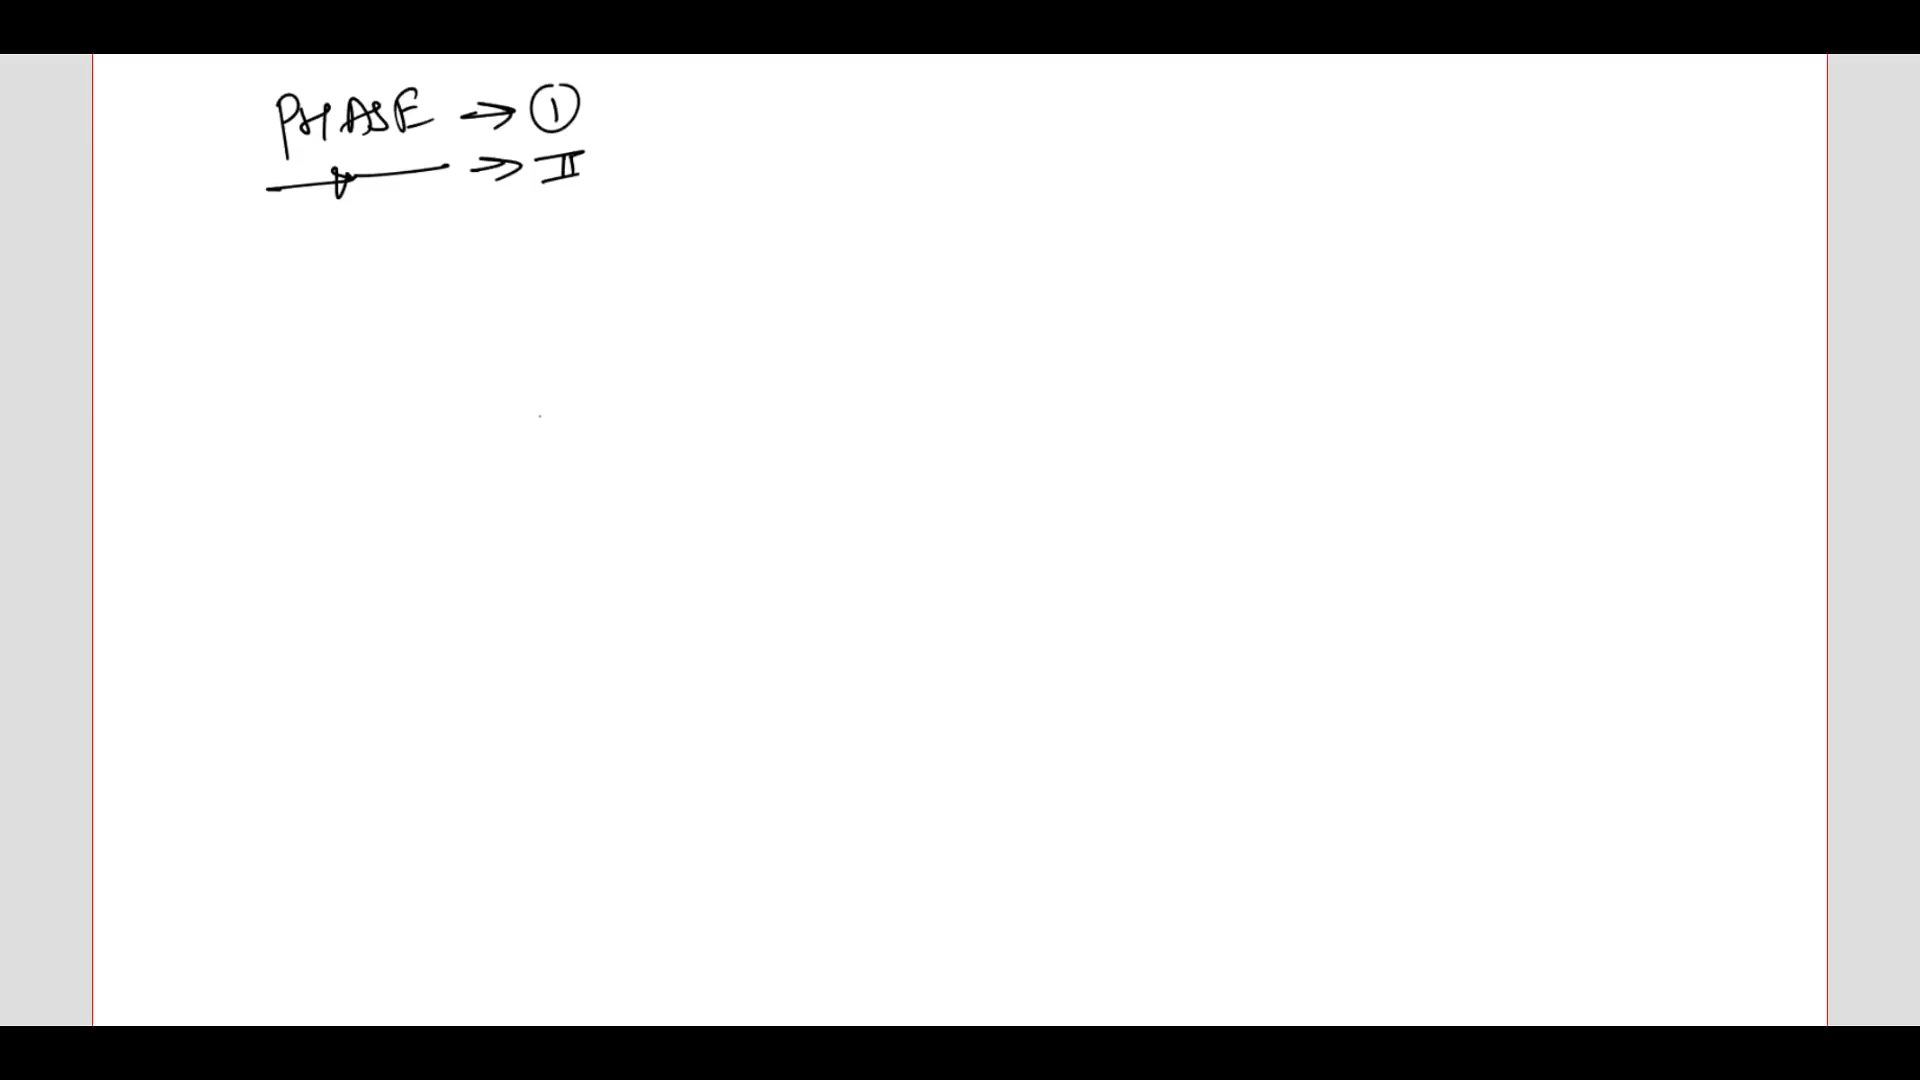 PHASE → ①
→ II